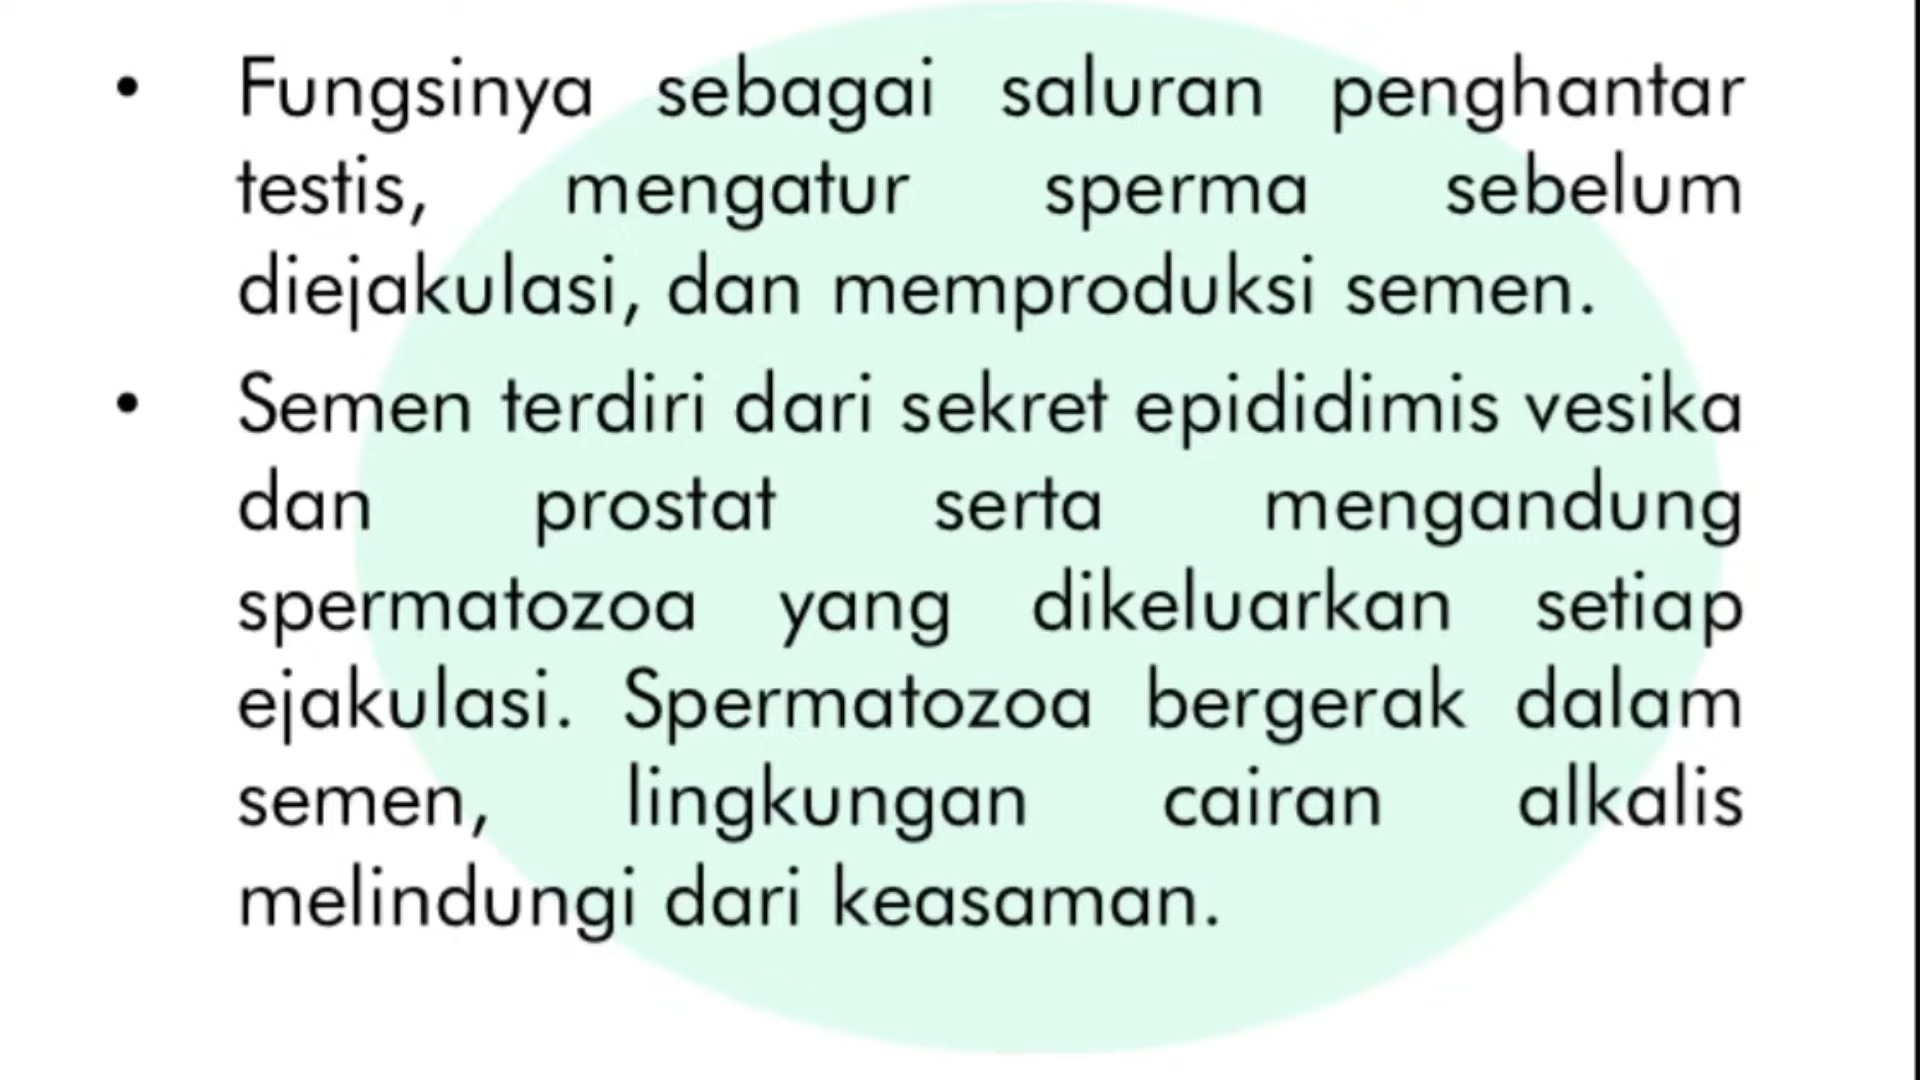 • Fungsinya sebagai saluran penghantar
testis, mengatur sperma sebelum
diejakulasi, dan memproduksi semen.
• Semen terdiri dari sekret epididimis vesika
dan prostat serta mengandung
spermatozoa yang dikeluarkan setiap
ejakulasi. Spermatozoa bergerak dalam
semen, lingkungan cairan alkalis
melindungi dari keasaman.